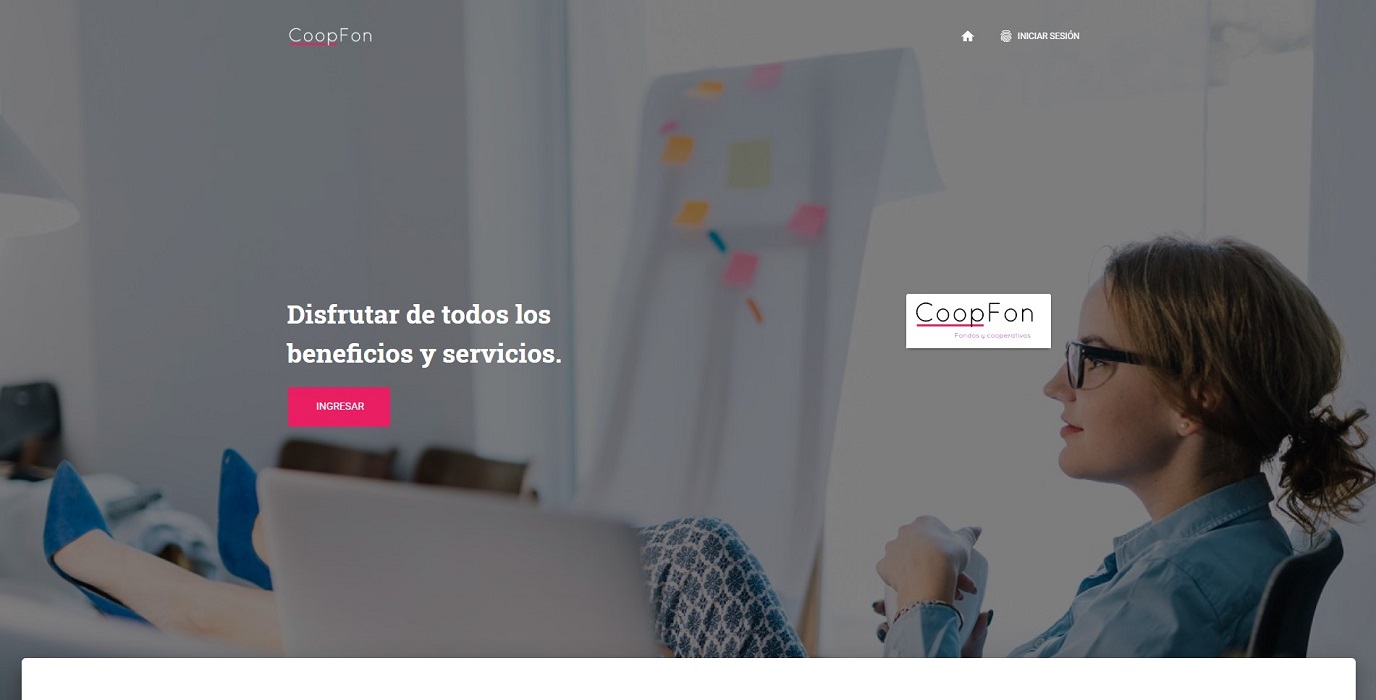 CoopFon
INICIAR SESIÓN
Disfrutar de todos los
beneficios y servicios.
CoopFon
Fondos y cooperativas
INGRESAR